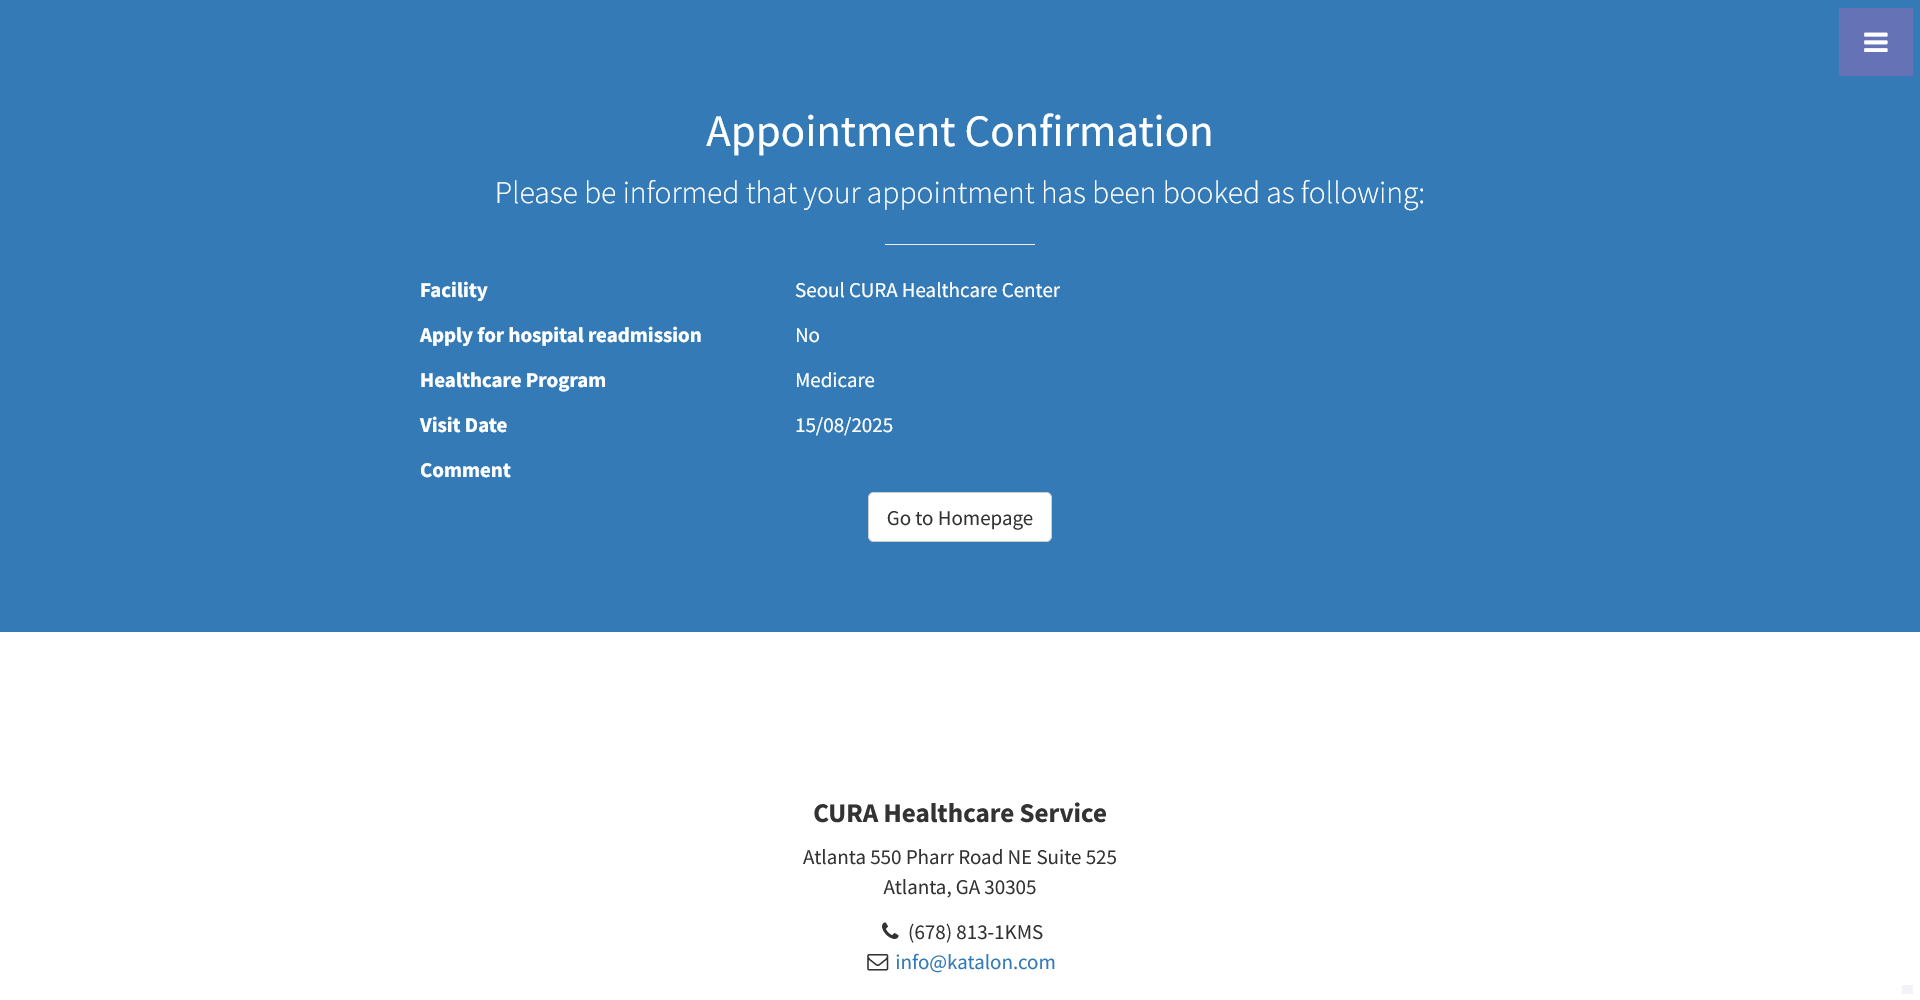 Appointment Confirmation
Please be informed that your appointment has been booked as following:
Facility Seoul CURA Healthcare Center
Apply for hospital readmission No
Healthcare Program Medicare
Visit Date 15/08/2025
Comment
Go to Homepage
CURA Healthcare Service
Atlanta 550 Pharr Road NE Suite 525
Atlanta, GA 30305
(678) 813-1KMS
info@katalon.com